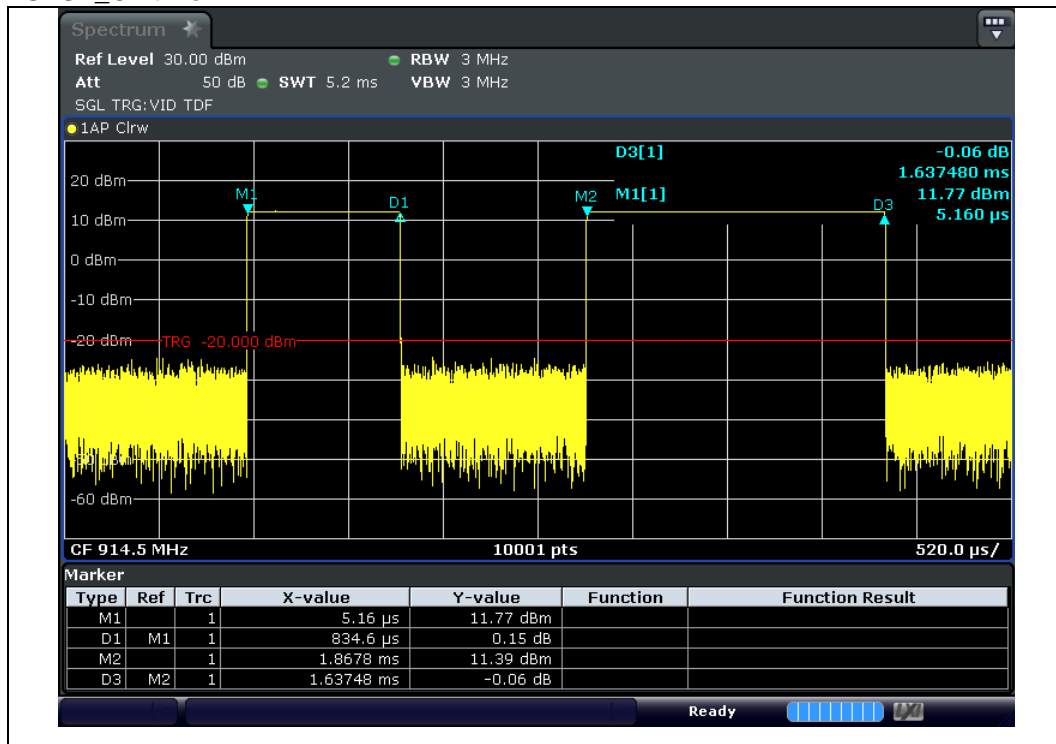 Spectrum
Ref Level 30.00 dBm RBW 3 MHz
Att 50 dB SWT 5.2 ms VBW 3 MHz
SGL TRG:VID TDF
1AP Clrw
D3[1] -0.06 dB
1.637480 ms
M1[1] 11.77 dBm
5.160 µs
20 dBm
M1
D1
M2
D3
10 dBm
0 dBm
-10 dBm
-20 dBm
TRG -20.000 dBm
-60 dBm
CF 914.5 MHz 10001 pts 520.0 µs/
Marker
Type Ref Trc X-value Y-value Function Function Result
M1 1 5.16 µs 11.77 dBm
D1 M1 1 834.6 µs 0.15 dB
M2 1 1.8678 ms 11.39 dBm
D3 M2 1 1.63748 ms -0.06 dB
Ready
LXI